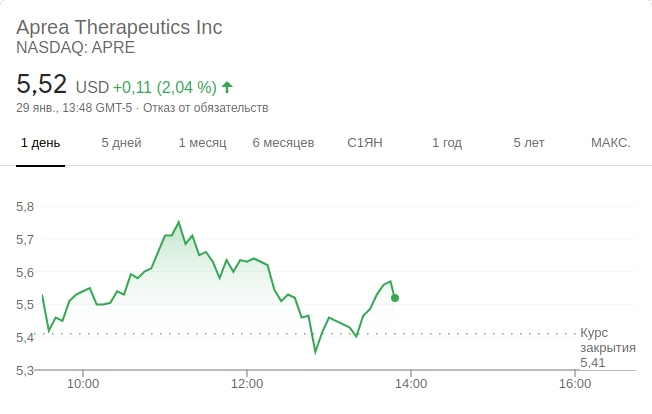 Aprea Therapeutics Inc
NASDAQ: APRE
5,52 USD +0,11 (2,04 %)
29 янв., 13:48 GMT-5 · Отказ от обязательств
1 день 5 дней 1 месяц 6 месяцев С1ЯН 1 год 5 лет МАКС.
5,8
5,7
5,6
5,5
5,4
5,3
Курс
закрытия
5,41
10:00 12:00 14:00 16:00